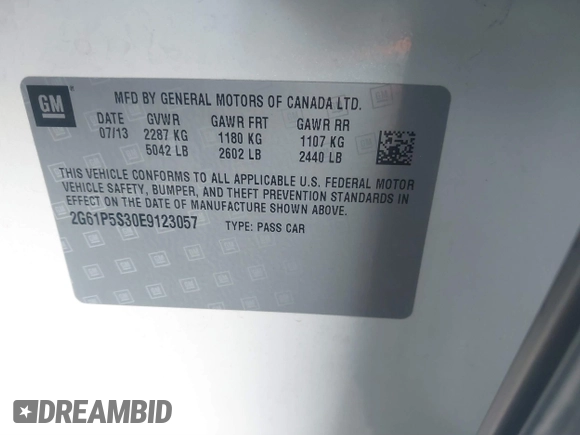 GM
MFD BY GENERAL MOTORS OF CANADA LTD.
DATE GVWR GAWR FRT GAWR RR
07/13 2287 KG 1180 KG 1107 KG
5042 LB 2602 LB 2440 LB
THIS VEHICLE CONFORMS TO ALL APPLICABLE U.S. FEDERAL MOTOR
VEHICLE SAFETY, BUMPER, AND THEFT PREVENTION STANDARDS IN
EFFECT ON THE DATE OF MANUFACTURE SHOWN ABOVE.
2G61P5S30E9123057 TYPE: PASS CAR
DREAMBID